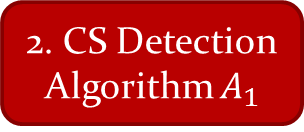 2. CS Detection
Algorithm A₁